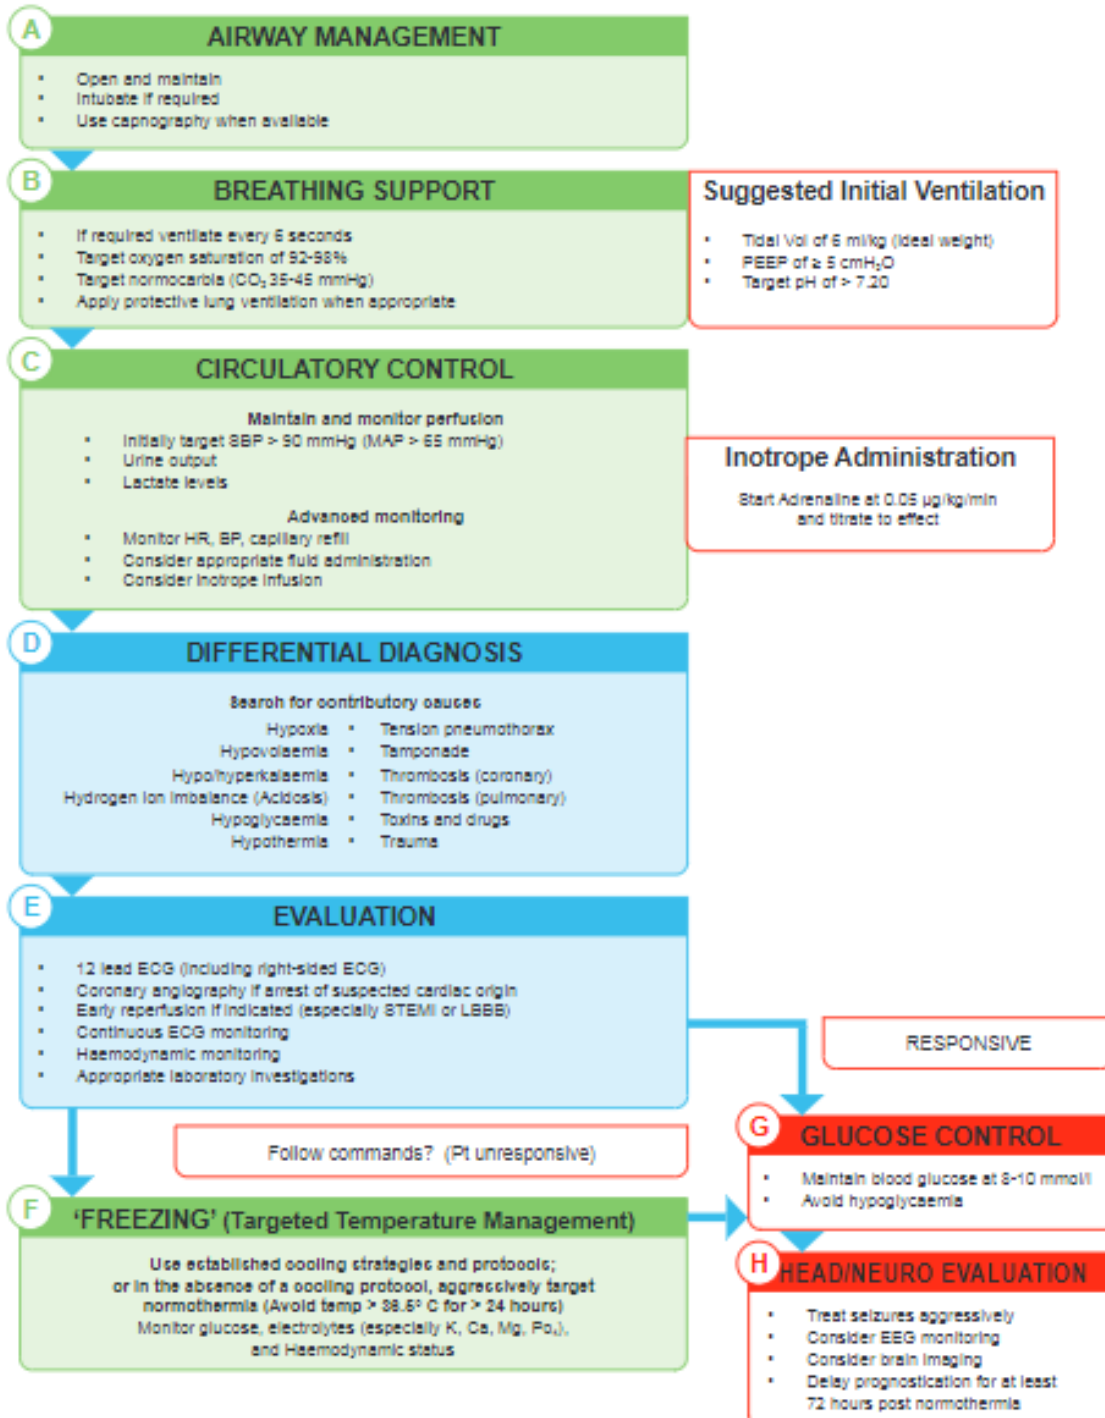 A
AIRWAY MANAGEMENT
▪ Open and maintain
▪ Intubate if required
▪ Use capnography when available
B
BREATHING SUPPORT
▪ If required ventilate every 6 seconds
▪ Target oxygen saturation of 92-98%
▪ Target normocarbia (CO₂ 35-45 mmHg)
▪ Apply protective lung ventilation when appropriate
Suggested Initial Ventilation
▪ Tidal Vol of 6 ml/kg (ideal weight)
▪ PEEP of ≥ 5 cmH₂O
▪ Target pH of > 7.20
C
CIRCULATORY CONTROL
Maintain and monitor perfusion
▪ Initially target SBP > 90 mmHg (MAP > 65 mmHg)
▪ Urine output
▪ Lactate levels
Advanced monitoring
▪ Monitor HR, BP, capillary refill
▪ Consider appropriate fluid administration
▪ Consider inotrope infusion
Inotrope Administration
Start Adrenaline at 0.05 µg/kg/min
and titrate to effect
D
DIFFERENTIAL DIAGNOSIS
Search for contributory causes
Hypoxia ▪ Tension pneumothorax
Hypovolaemia ▪ Tamponade
Hypo/hyperkalaemia ▪ Thrombosis (coronary)
Hydrogen ion imbalance (Acidosis) ▪ Thrombosis (pulmonary)
Hypoglycaemia ▪ Toxins and drugs
Hypothermia ▪ Trauma
E
EVALUATION
▪ 12 lead ECG (including right-sided ECG)
▪ Coronary angiography if arrest of suspected cardiac origin
▪ Early reperfusion if indicated (especially STEMI or LBBB)
▪ Continuous ECG monitoring
▪ Haemodynamic monitoring
▪ Appropriate laboratory investigations
RESPONSIVE
Follow commands? (Pt unresponsive)
F
‘FREEZING’ (Targeted Temperature Management)
Use established cooling strategies and protocols;
or in the absence of a cooling protocol, aggressively target
normothermia (Avoid temp > 36.5° C for > 24 hours)
Monitor glucose, electrolytes (especially K, Ca, Mg, Po₄),
and Haemodynamic status
G
GLUCOSE CONTROL
▪ Maintain blood glucose at 8-10 mmol/l
▪ Avoid hypoglycaemia
H
HEAD/NEURO EVALUATION
▪ Treat seizures aggressively
▪ Consider EEG monitoring
▪ Consider brain imaging
▪ Delay prognostication for at least
72 hours post normothermia